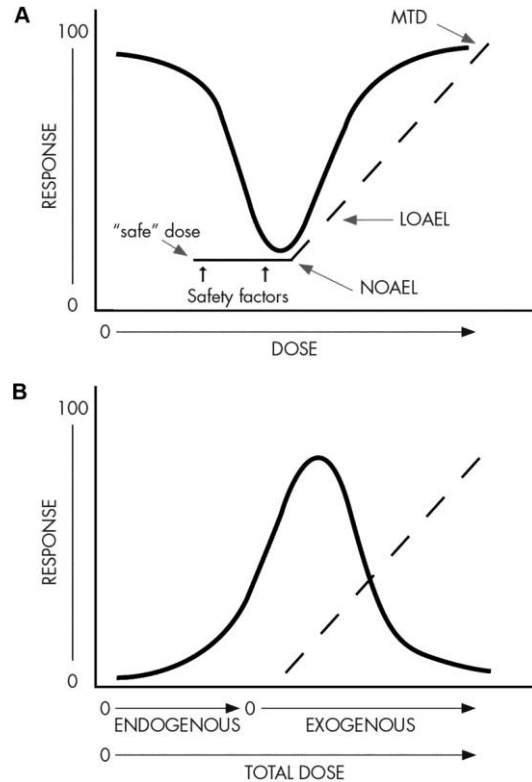 A
100
RESPONSE
0
MTD
LOAEL
"safe" dose
NOAEL
Safety factors
0
DOSE
B
100
RESPONSE
0
0 0
ENDOGENOUS EXOGENOUS
0
TOTAL DOSE